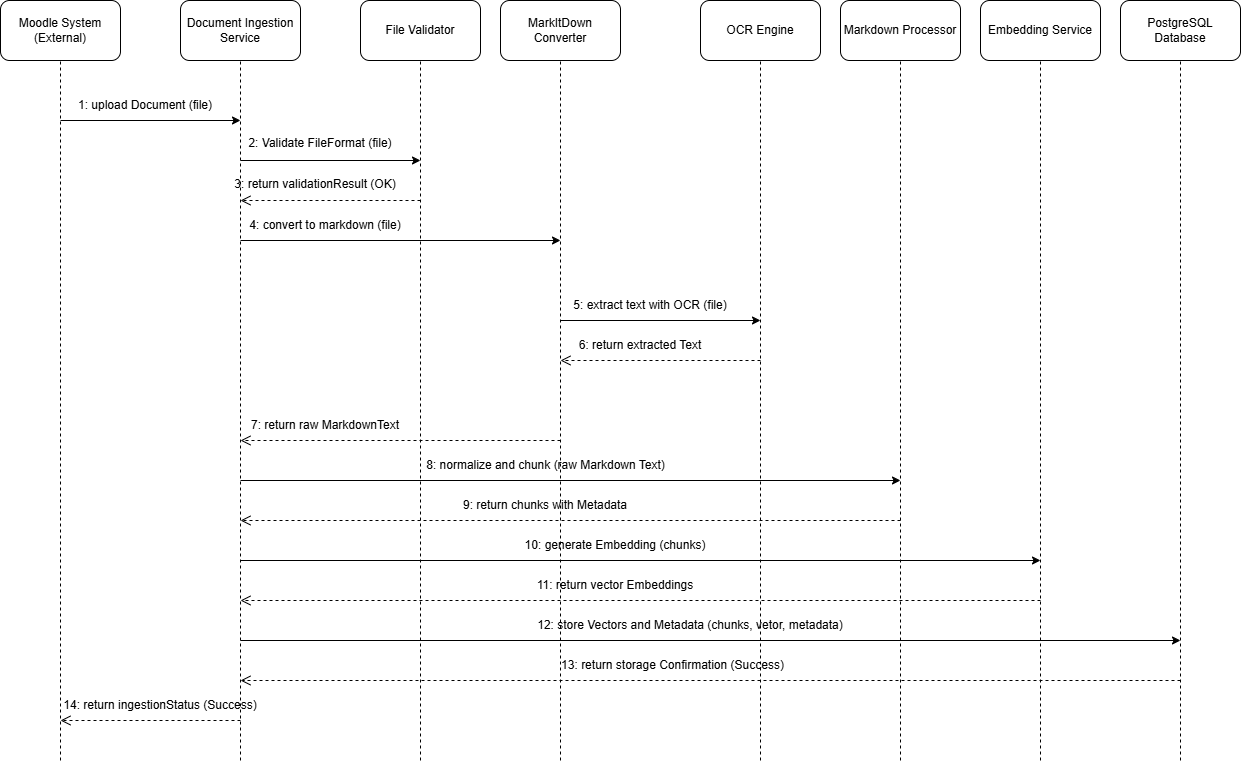 Moodle System
(External)
Document Ingestion
Service
File Validator
MarkItDown
Converter
OCR Engine
Markdown Processor
Embedding Service
PostgreSQL
Database
1: upload Document (file)
2: Validate FileFormat (file)
3: return validationResult (OK)
4: convert to markdown (file)
5: extract text with OCR (file)
6: return extracted Text
7: return raw MarkdownText
8: normalize and chunk (raw Markdown Text)
9: return chunks with Metadata
10: generate Embedding (chunks)
11: return vector Embeddings
12: store Vectors and Metadata (chunks, vetor, metadata)
13: return storage Confirmation (Success)
14: return ingestionStatus (Success)